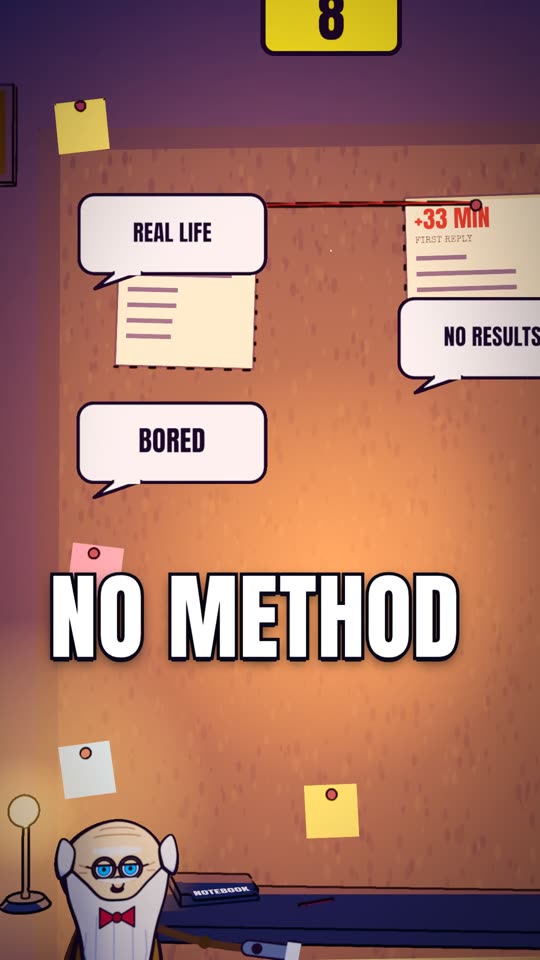 8
REAL LIFE
+33 MIN
FIRST REPLY
NO RESULTS
BORED
NO METHOD
NOTEBOOK